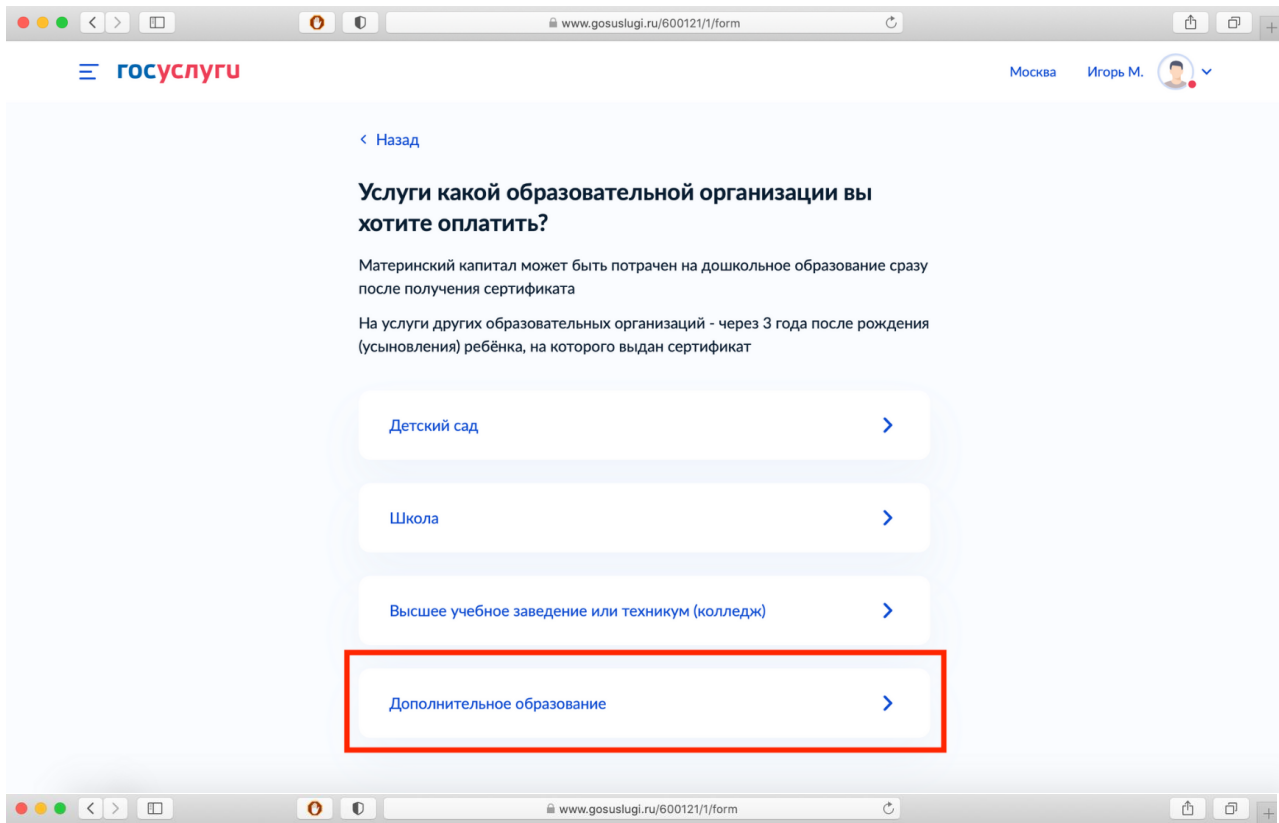 www.gosuslugi.ru/600121/1/form
госуслуги
Москва
Игорь М.
Назад
Услуги какой образовательной организации вы
хотите оплатить?
Материнский капитал может быть потрачен на дошкольное образование сразу
после получения сертификата
На услуги других образовательных организаций - через 3 года после рождения
(усыновления) ребёнка, на которого выдан сертификат
Детский сад
Школа
Высшее учебное заведение или техникум (колледж)
Дополнительное образование
www.gosuslugi.ru/600121/1/form